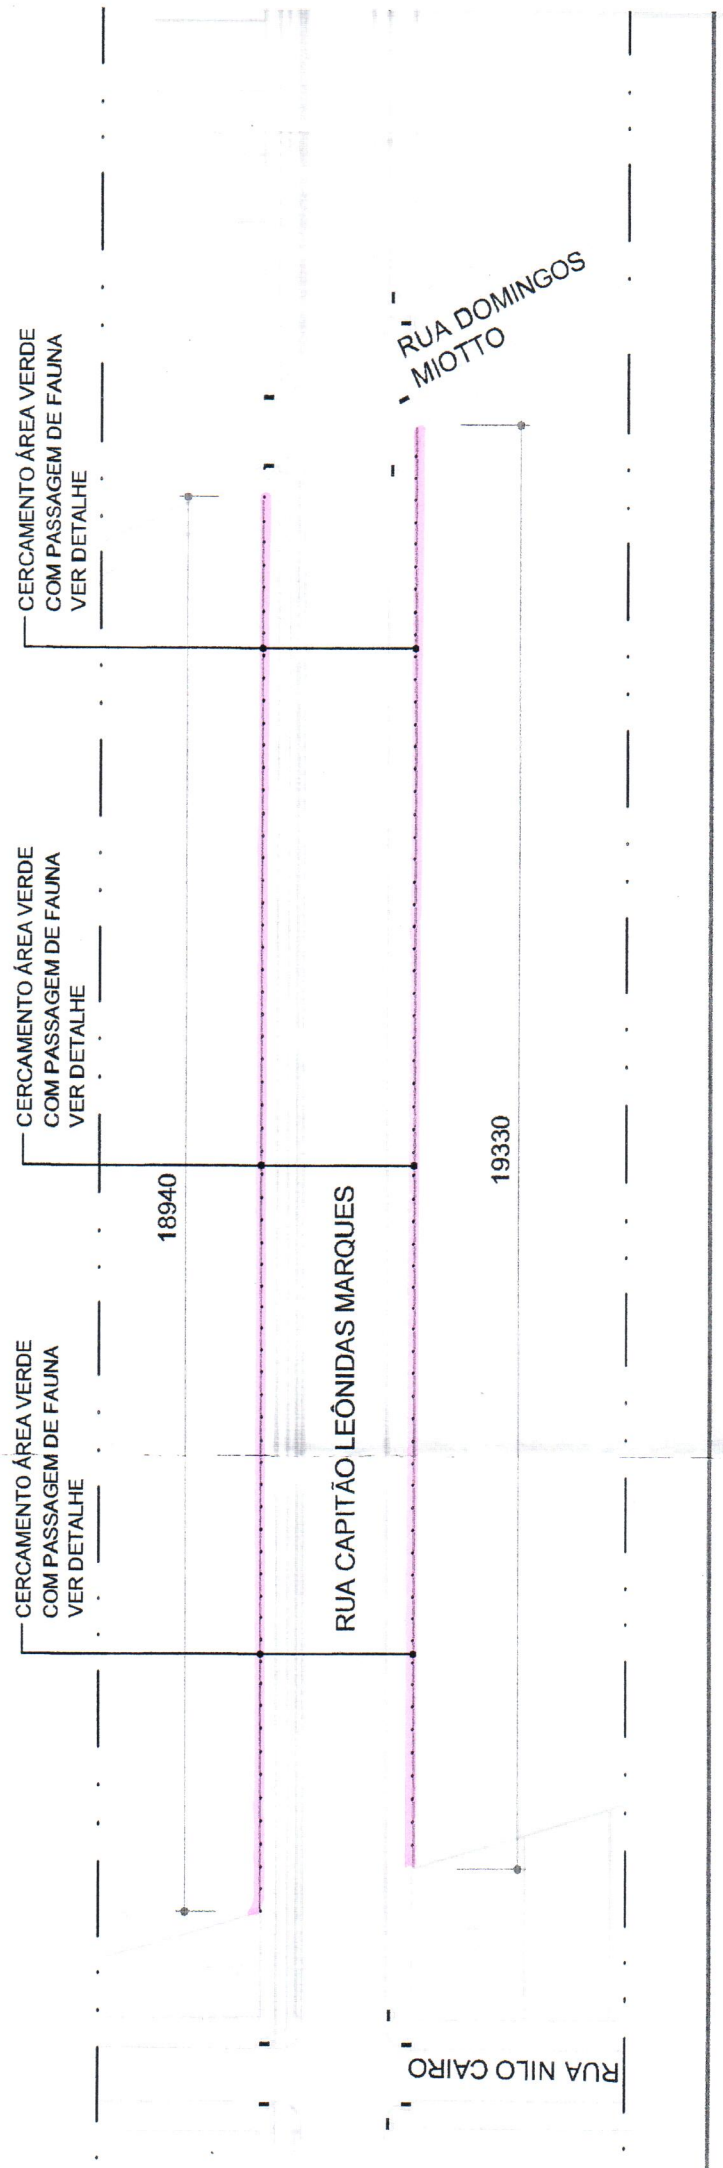 CERCAMENTO ÁREA VERDE
COM PASSAGEM DE FAUNA
VER DETALHE
CERCAMENTO ÁREA VERDE
COM PASSAGEM DE FAUNA
VER DETALHE
CERCAMENTO ÁREA VERDE
COM PASSAGEM DE FAUNA
VER DETALHE
18940
RUA CAPITÃO LEÔNIDAS MARQUES
RUA DOMINGOS
MIOTTO
19330
RUA NILO CAIRO